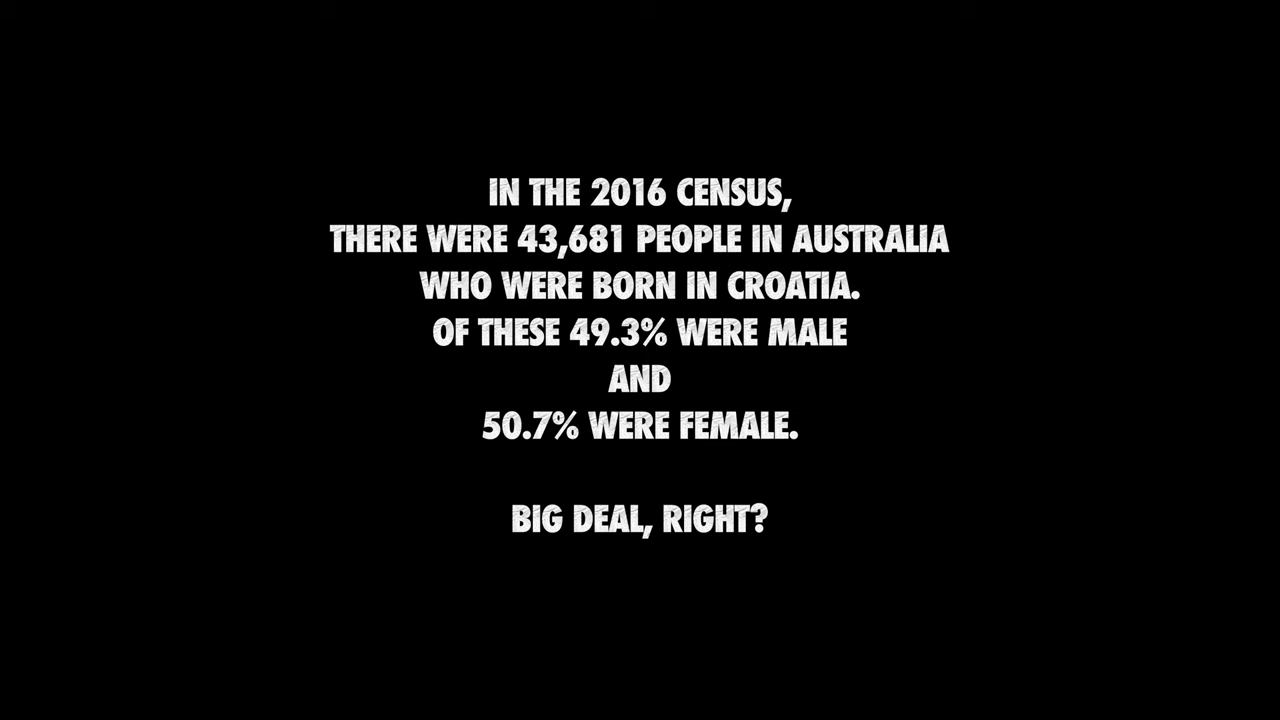 IN THE 2016 CENSUS,
THERE WERE 43,681 PEOPLE IN AUSTRALIA
WHO WERE BORN IN CROATIA.
OF THESE 49.3% WERE MALE
AND
50.7% WERE FEMALE.
BIG DEAL, RIGHT?